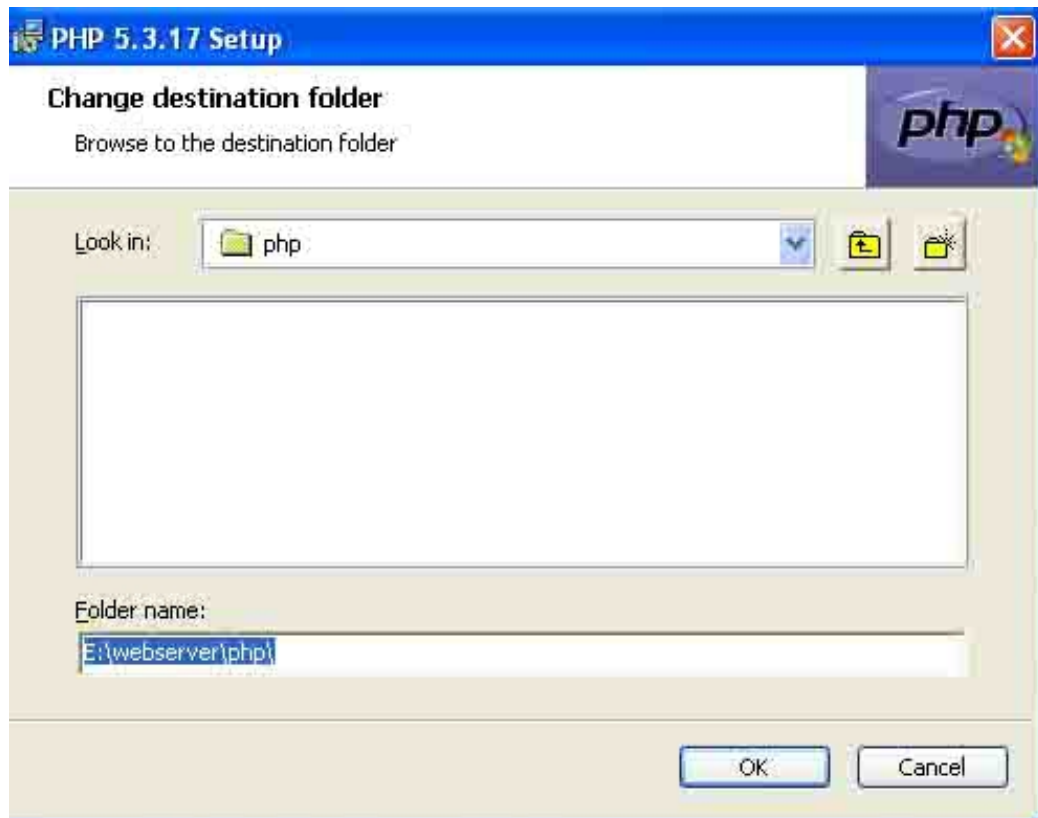 PHP 5.3.17 Setup
Change destination folder
Browse to the destination folder
php
Look in:
php
Folder name:
E:\webserver\php\
OK
Cancel